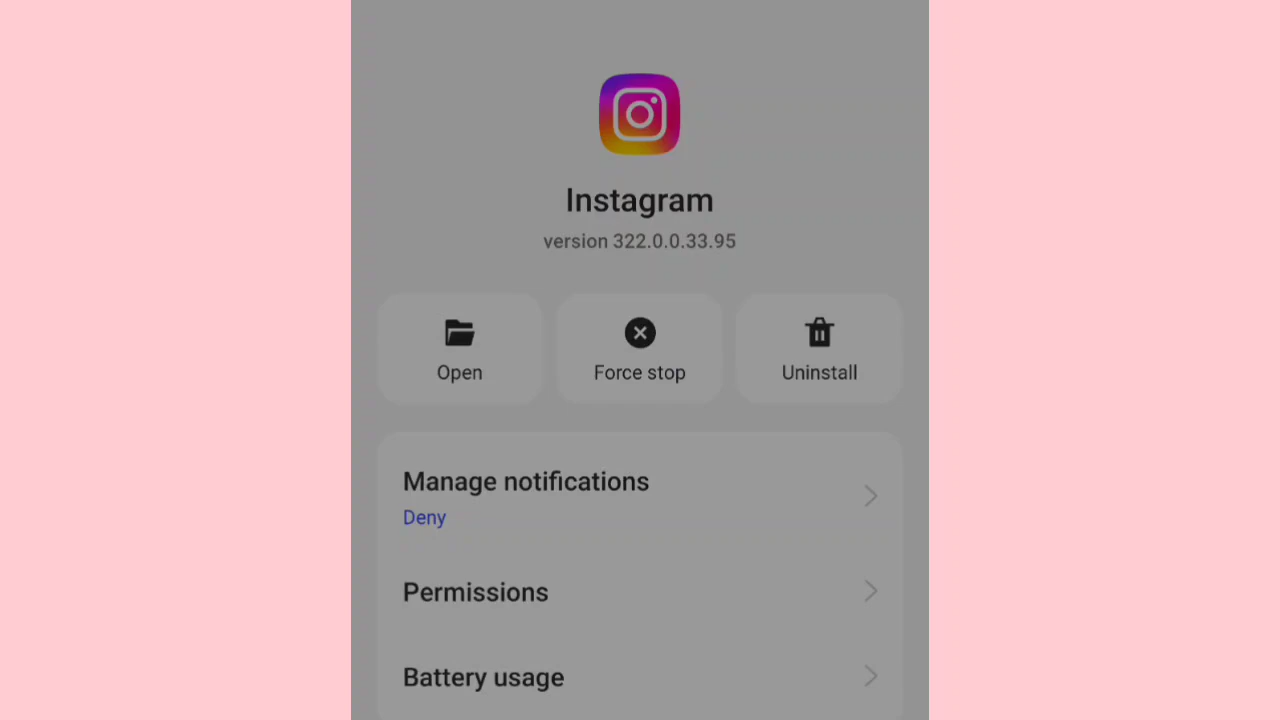 Instagram
version 322.0.0.33.95
Open
Force stop
Uninstall
Manage notifications
Deny
Permissions
Battery usage